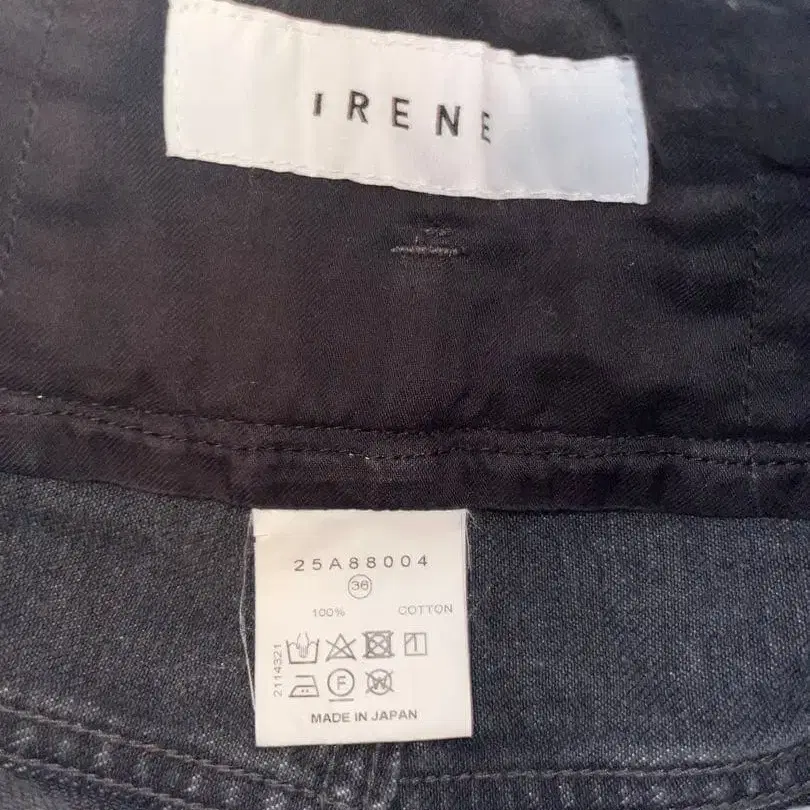 IRENE
25A88004
36
100% COTTON
2114321
F
W
MADE IN JAPAN